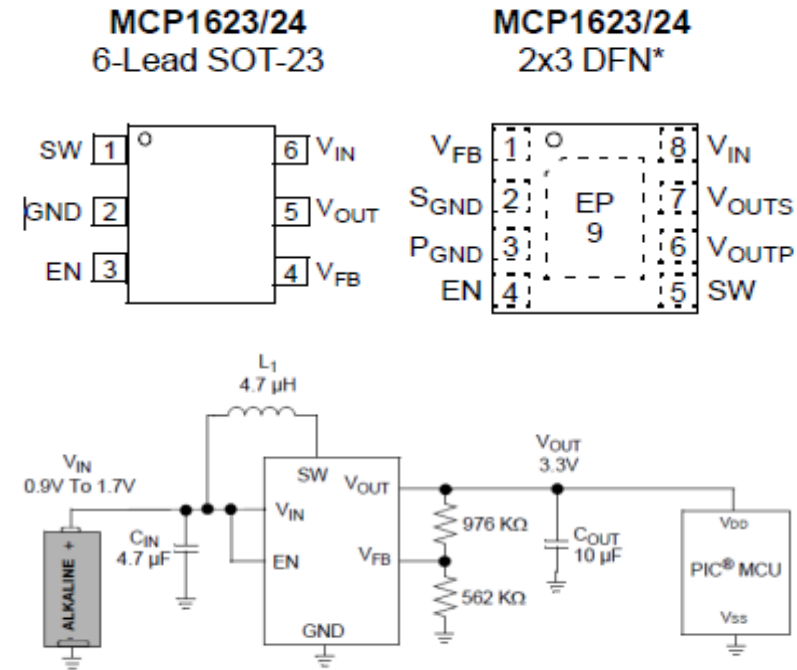 MCP1623/24
6-Lead SOT-23
SW 1
GND 2
EN 3
6 VIN
5 VOUT
4 VFB
MCP1623/24
2x3 DFN*
VFB 1
SGND 2
PGND 3
EN 4
EP
9
8 VIN
7 VOUTS
6 VOUTP
5 SW
L1
4.7 µH
VIN
0.9V To 1.7V
CIN
4.7 µF
ALKALINE
+
-
SW
VIN
EN
GND
VOUT
VFB
976 KΩ
562 KΩ
VOUT
3.3V
COUT
10 µF
VDD
PIC® MCU
VSS